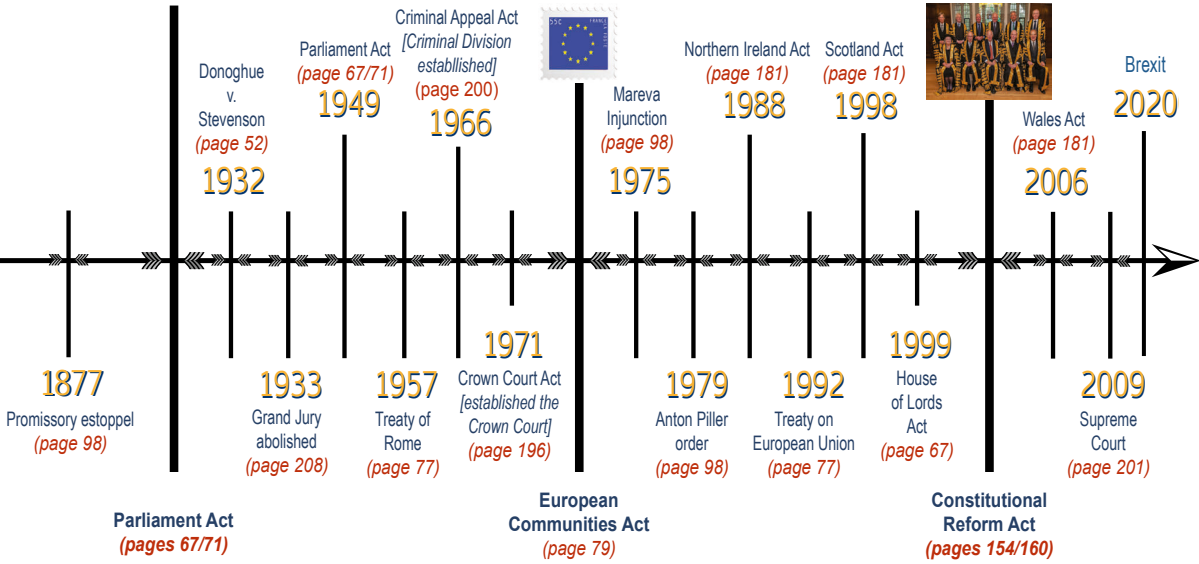 Criminal Appeal Act
[Criminal Division
establlished]
(page 200)
1966
Parliament Act
(page 67/71)
1949
Donoghue
v.
Stevenson
(page 52)
1932
55c
FRANCE
Mareva
Injunction
(page 98)
1975
Northern Ireland Act
(page 181)
1988
Scotland Act
(page 181)
1998
Wales Act
(page 181)
2006
Brexit
2020
1877
Promissory estoppel
(page 98)
1933
Grand Jury
abolished
(page 208)
1957
Treaty of
Rome
(page 77)
1971
Crown Court Act
[established the
Crown Court]
(page 196)
1979
Anton Piller
order
(page 98)
1992
Treaty on
European Union
(page 77)
1999
House
of Lords
Act
(page 67)
2009
Supreme
Court
(page 201)
Parliament Act
(pages 67/71)
European
Communities Act
(page 79)
Constitutional
Reform Act
(pages 154/160)